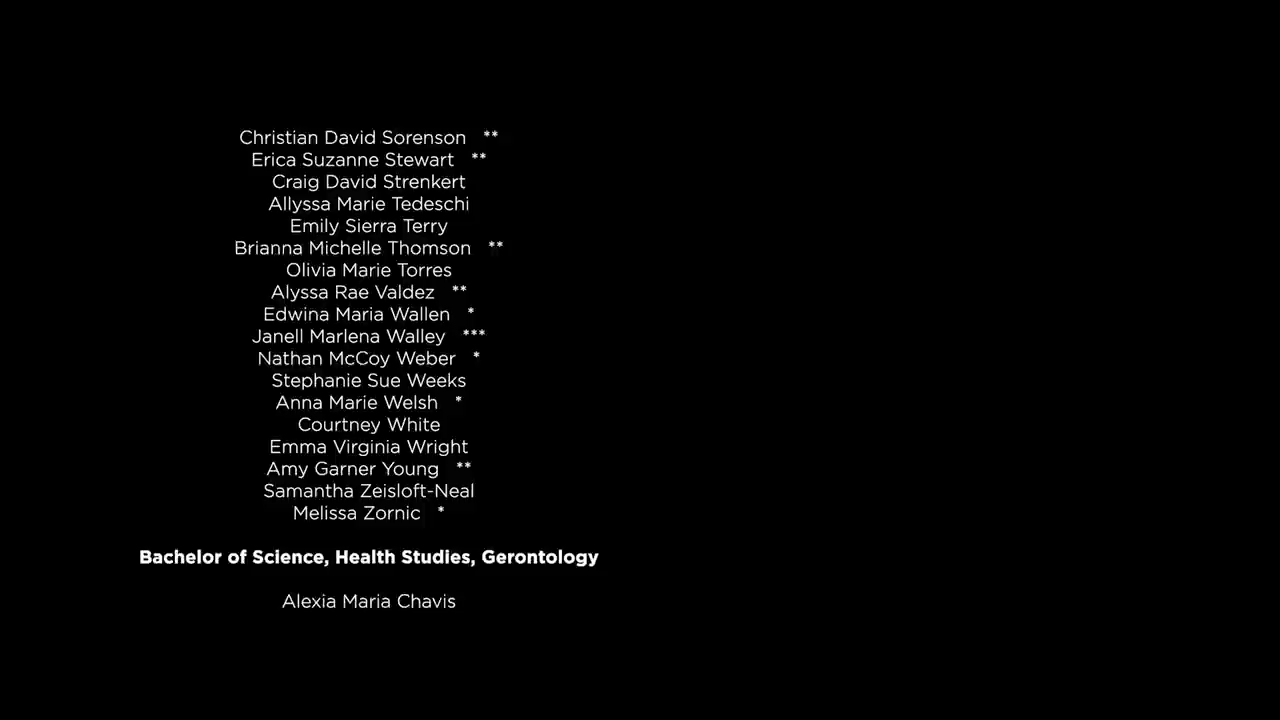 Christian David Sorenson **
Erica Suzanne Stewart **
Craig David Strenkert
Allyssa Marie Tedeschi
Emily Sierra Terry
Brianna Michelle Thomson **
Olivia Marie Torres
Alyssa Rae Valdez **
Edwina Maria Wallen *
Janell Marlena Walley ***
Nathan McCoy Weber *
Stephanie Sue Weeks
Anna Marie Welsh *
Courtney White
Emma Virginia Wright
Amy Garner Young **
Samantha Zeisloft-Neal
Melissa Zornic *
Bachelor of Science, Health Studies, Gerontology
Alexia Maria Chavis